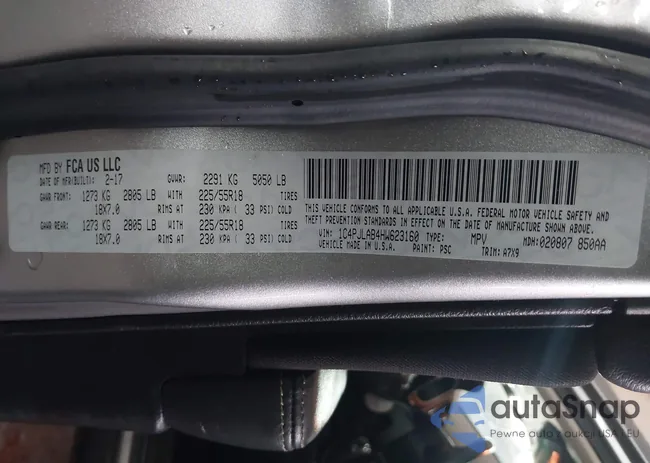 MFD BY FCA US LLC
DATE OF MFR(BUILT): 2-17 GVWR: 2291 KG 5050 LB
GAWR FRONT: 1273 KG 2805 LB WITH 225/55R18 TIRES
18X7.0 RIMS AT 230 KPA ( 33 PSI) COLD
GAWR REAR: 1273 KG 2805 LB WITH 225/55R18 TIRES
18X7.0 RIMS AT 230 KPA ( 33 PSI) COLD
THIS VEHICLE CONFORMS TO ALL APPLICABLE U.S.A. FEDERAL MOTOR VEHICLE SAFETY AND
THEFT PREVENTION STANDARDS IN EFFECT ON THE DATE OF MANUFACTURE SHOWN ABOVE.
VIN: 1C4PJLAB4HW623160 TYPE: MPV MDH: 020807 850AA
VEHICLE MADE IN U.S.A. PAINT: PSC TRIM: A7X9
autaSnap
Pewne auto z aukcji USA i EU